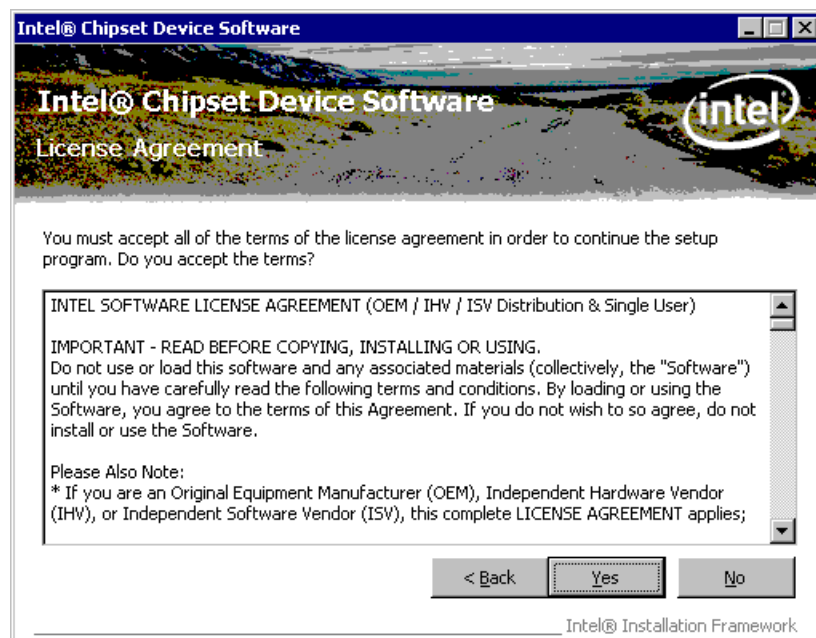 Intel® Chipset Device Software
Intel® Chipset Device Software
intel
License Agreement
You must accept all of the terms of the license agreement in order to continue the setup
program. Do you accept the terms?
INTEL SOFTWARE LICENSE AGREEMENT (OEM / IHV / ISV Distribution & Single User)
IMPORTANT - READ BEFORE COPYING, INSTALLING OR USING.
Do not use or load this software and any associated materials (collectively, the "Software")
until you have carefully read the following terms and conditions. By loading or using the
Software, you agree to the terms of this Agreement. If you do not wish to so agree, do not
install or use the Software.
Please Also Note:
* If you are an Original Equipment Manufacturer (OEM), Independent Hardware Vendor
(IHV), or Independent Software Vendor (ISV), this complete LICENSE AGREEMENT applies;
< Back Yes No
Intel® Installation Framework